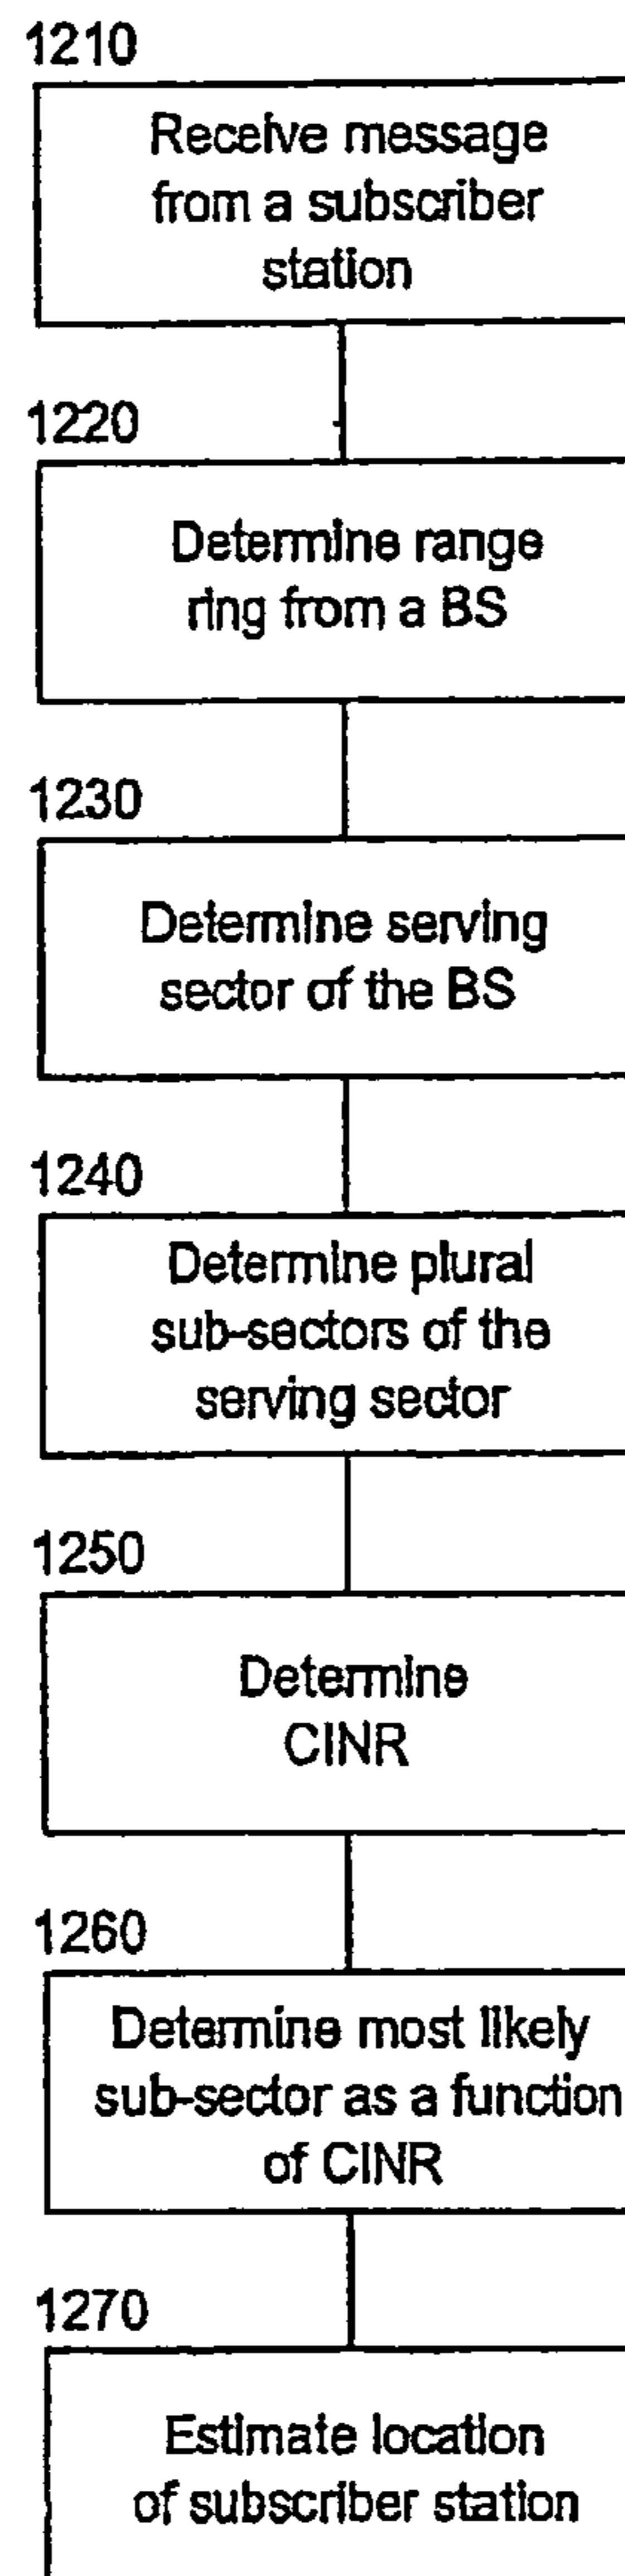 1210
Receive message
from a subscriber
station
1220
Determine range
ring from a BS
1230
Determine serving
sector of the BS
1240
Determine plural
sub-sectors of the
serving sector
1250
Determine
CINR
1260
Determine most likely
sub-sector as a function
of CINR
1270
Estimate location
of subscriber station